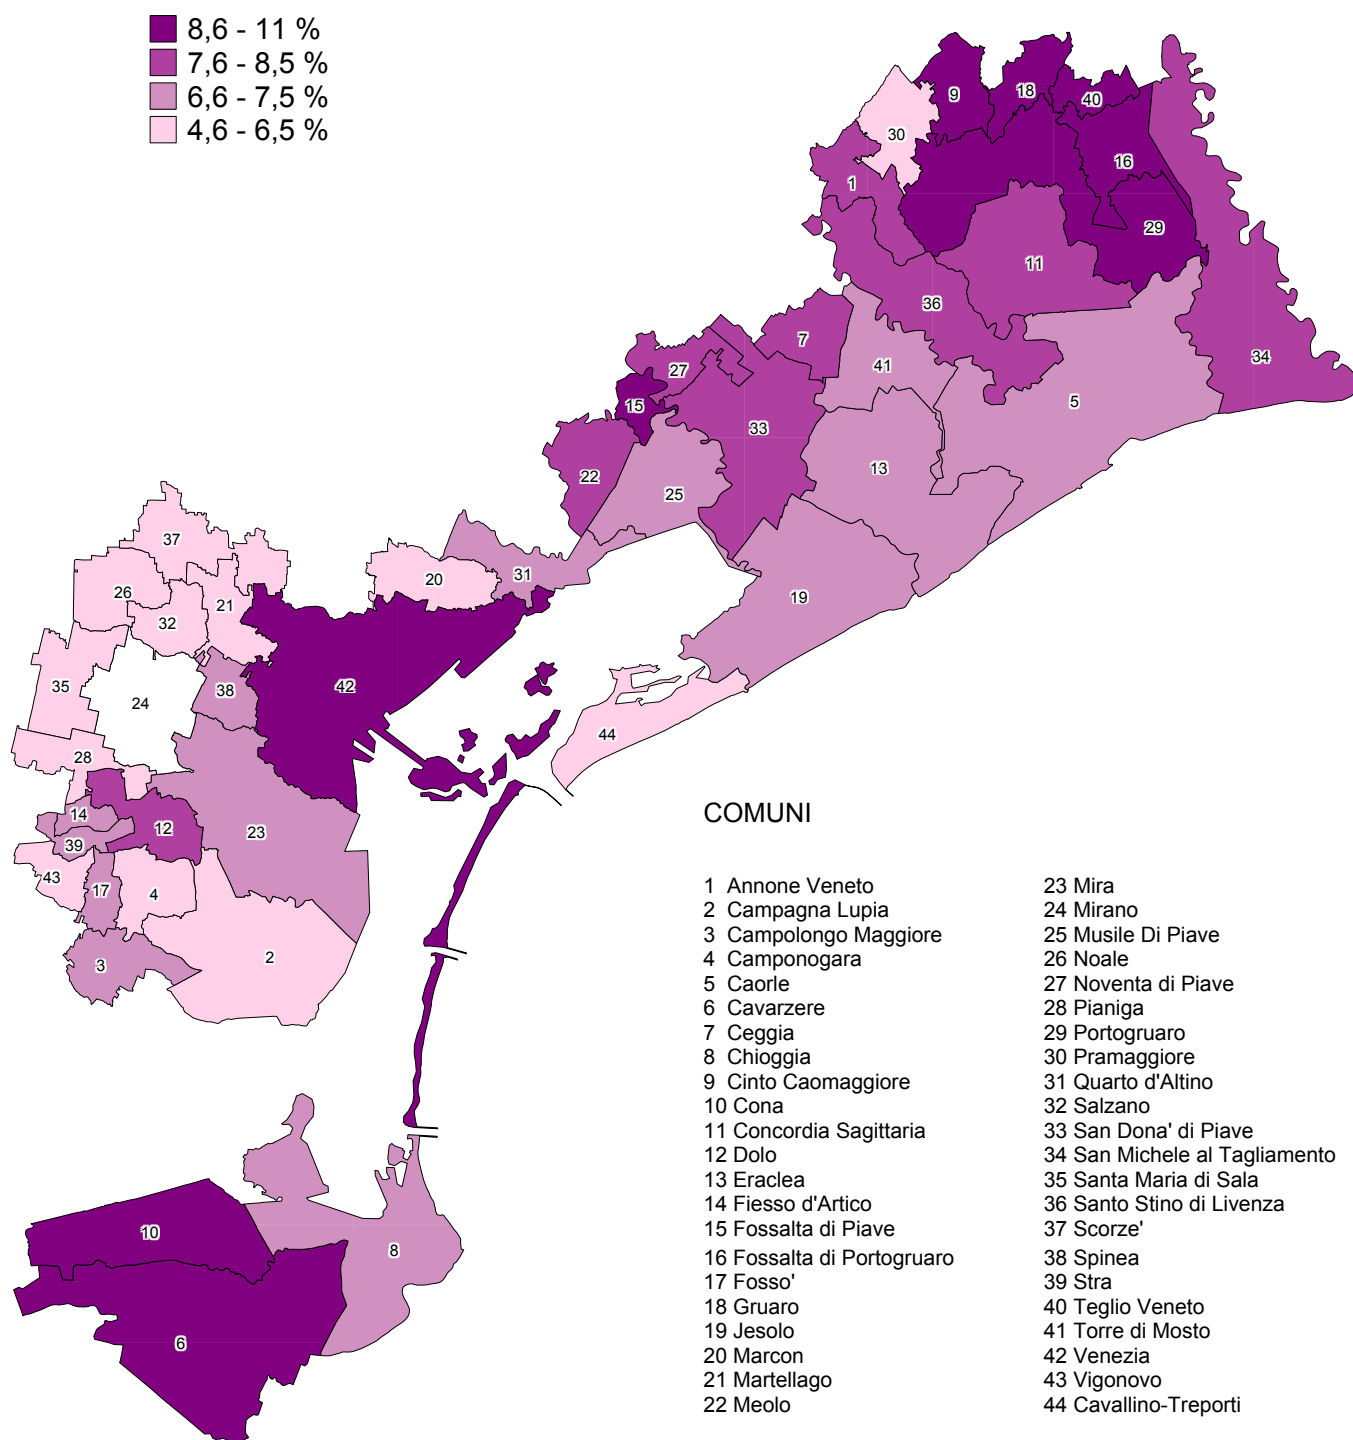 8,6 - 11 %
7,6 - 8,5 %
6,6 - 7,5 %
4,6 - 6,5 %
9
18
40
30
16
1
29
11
36
7
34
41
27
5
15
33
13
22
25
37
20
31
26
21
19
32
35
38
42
24
44
28
14
12
23
39
43
17
4
3
2
10
8
6
COMUNI
1 Annone Veneto
2 Campagna Lupia
3 Campolongo Maggiore
4 Camponogara
5 Caorle
6 Cavarzere
7 Ceggia
8 Chioggia
9 Cinto Caomaggiore
10 Cona
11 Concordia Sagittaria
12 Dolo
13 Eraclea
14 Fiesso d'Artico
15 Fossalta di Piave
16 Fossalta di Portogruaro
17 Fosso'
18 Gruaro
19 Jesolo
20 Marcon
21 Martellago
22 Meolo
23 Mira
24 Mirano
25 Musile Di Piave
26 Noale
27 Noventa di Piave
28 Pianiga
29 Portogruaro
30 Pramaggiore
31 Quarto d'Altino
32 Salzano
33 San Dona' di Piave
34 San Michele al Tagliamento
35 Santa Maria di Sala
36 Santo Stino di Livenza
37 Scorze'
38 Spinea
39 Stra
40 Teglio Veneto
41 Torre di Mosto
42 Venezia
43 Vigonovo
44 Cavallino-Treporti